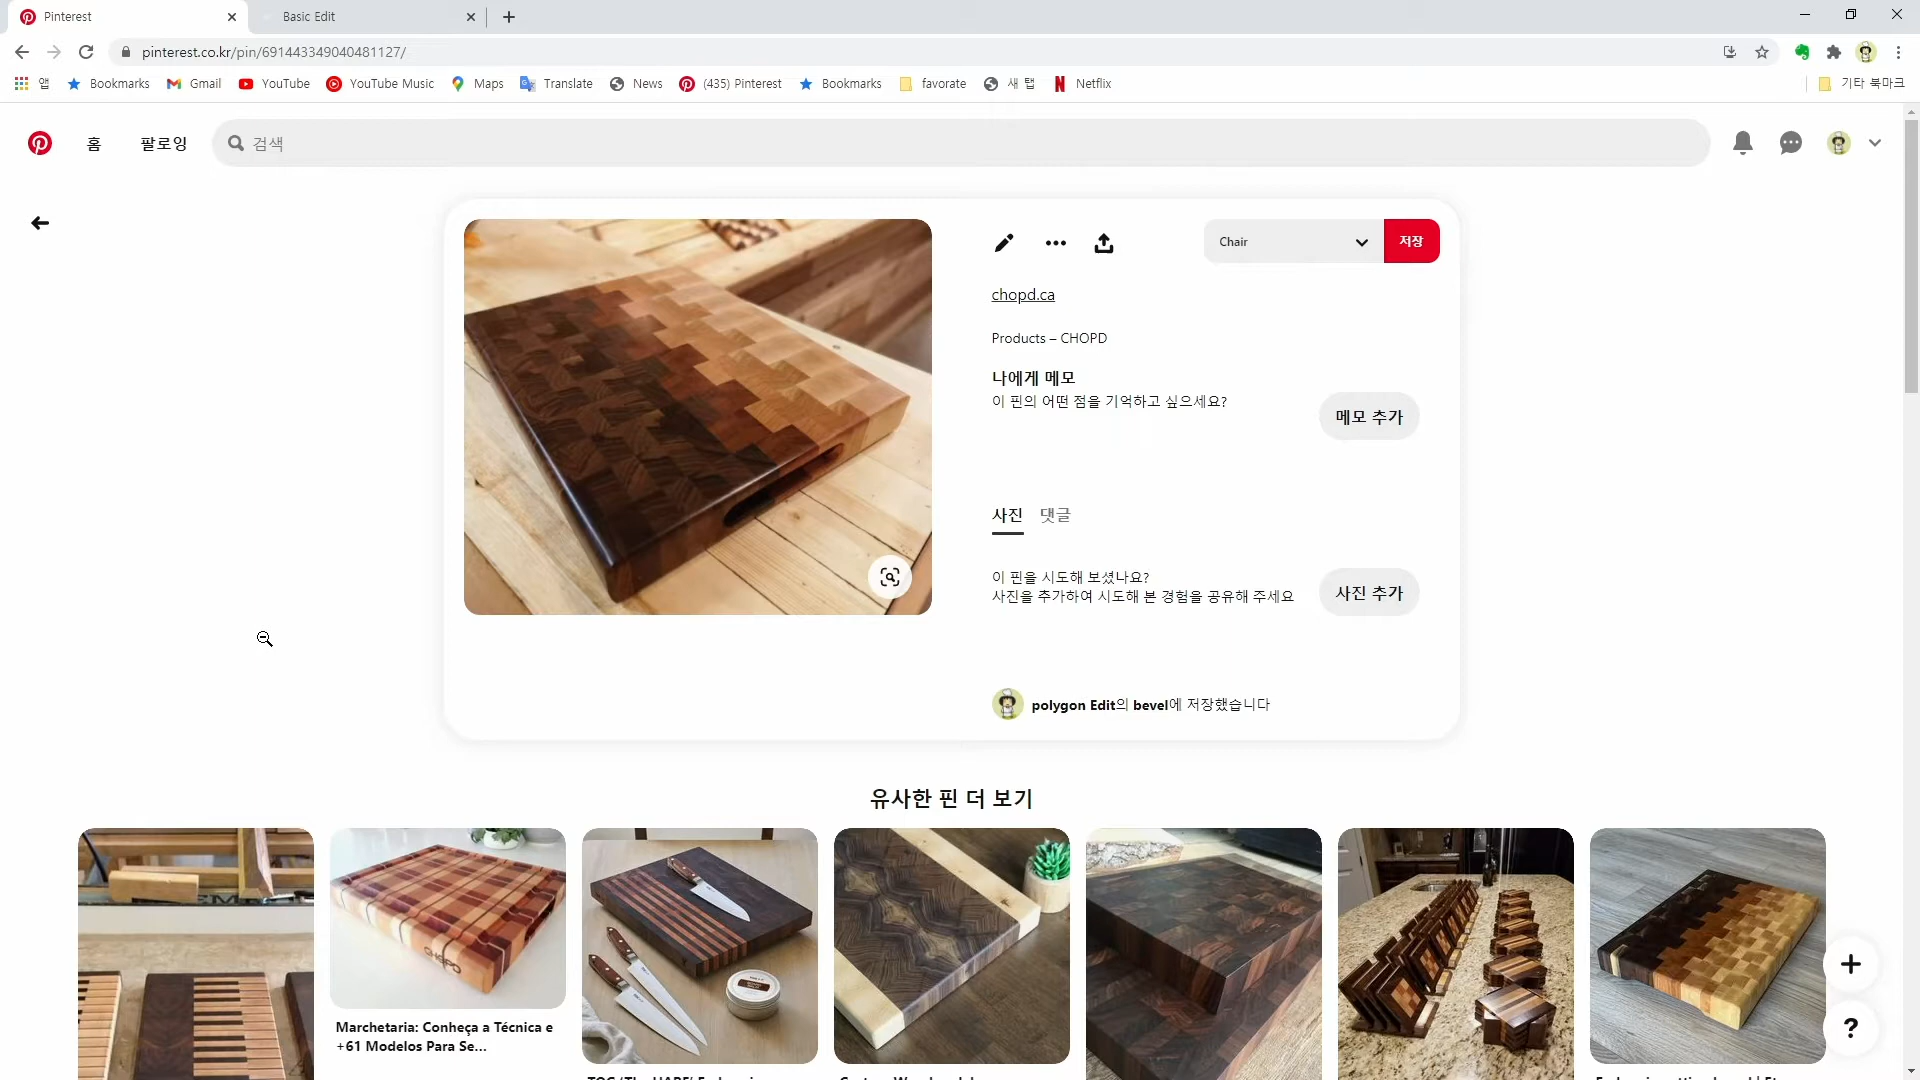 Pinterest
Basic Edit
pinterest.co.kr/pin/691443349040481127/
앱
Bookmarks
Gmail
YouTube
YouTube Music
Maps
Translate
News
(435) Pinterest
Bookmarks
favorate
새 탭
Netflix
기타 북마크
홈
팔로잉
검색
Chair
저장
chopd.ca
Products – CHOPD
나에게 메모
이 핀의 어떤 점을 기억하고 싶으세요?
메모 추가
사진
댓글
이 핀을 시도해 보셨나요?
사진을 추가하여 시도해 본 경험을 공유해 주세요
사진 추가
polygon Edit의 bevel에 저장했습니다
유사한 핀 더 보기
Marchetaria: Conheça a Técnica e
+61 Modelos Para Se...
?